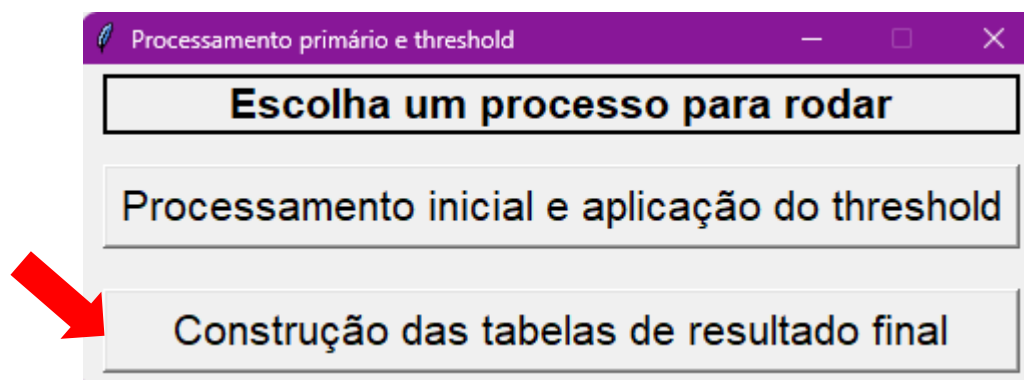 Processamento primário e threshold
Escolha um processo para rodar
Processamento inicial e aplicação do threshold
Construção das tabelas de resultado final